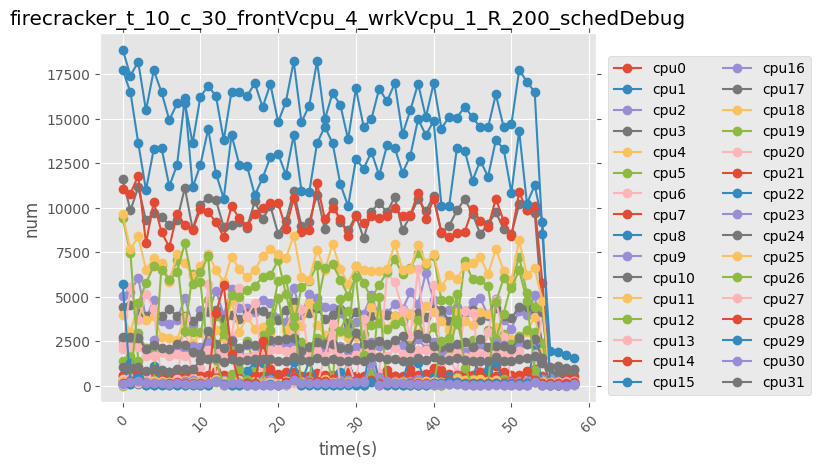 firecracker_t_10_c_30_frontVcpu_4_wrkVcpu_1_R_200_schedDebug
num
17500
15000
12500
10000
7500
5000
2500
0
0
10
20
30
40
50
60
time(s)
cpu0
cpu1
cpu2
cpu3
cpu4
cpu5
cpu6
cpu7
cpu8
cpu9
cpu10
cpu11
cpu12
cpu13
cpu14
cpu15
cpu16
cpu17
cpu18
cpu19
cpu20
cpu21
cpu22
cpu23
cpu24
cpu25
cpu26
cpu27
cpu28
cpu29
cpu30
cpu31